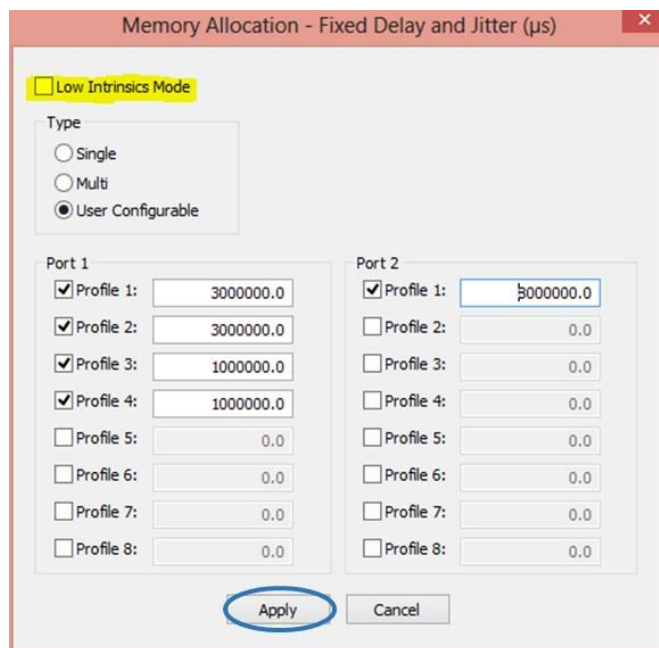 Memory Allocation - Fixed Delay and Jitter (µs)
Low Intrinsics Mode
Type
Single
Multi
User Configurable
Port 1
Profile 1: 3000000.0
Profile 2: 3000000.0
Profile 3: 1000000.0
Profile 4: 1000000.0
Profile 5: 0.0
Profile 6: 0.0
Profile 7: 0.0
Profile 8: 0.0
Port 2
Profile 1: 3000000.0
Profile 2: 0.0
Profile 3: 0.0
Profile 4: 0.0
Profile 5: 0.0
Profile 6: 0.0
Profile 7: 0.0
Profile 8: 0.0
Apply Cancel